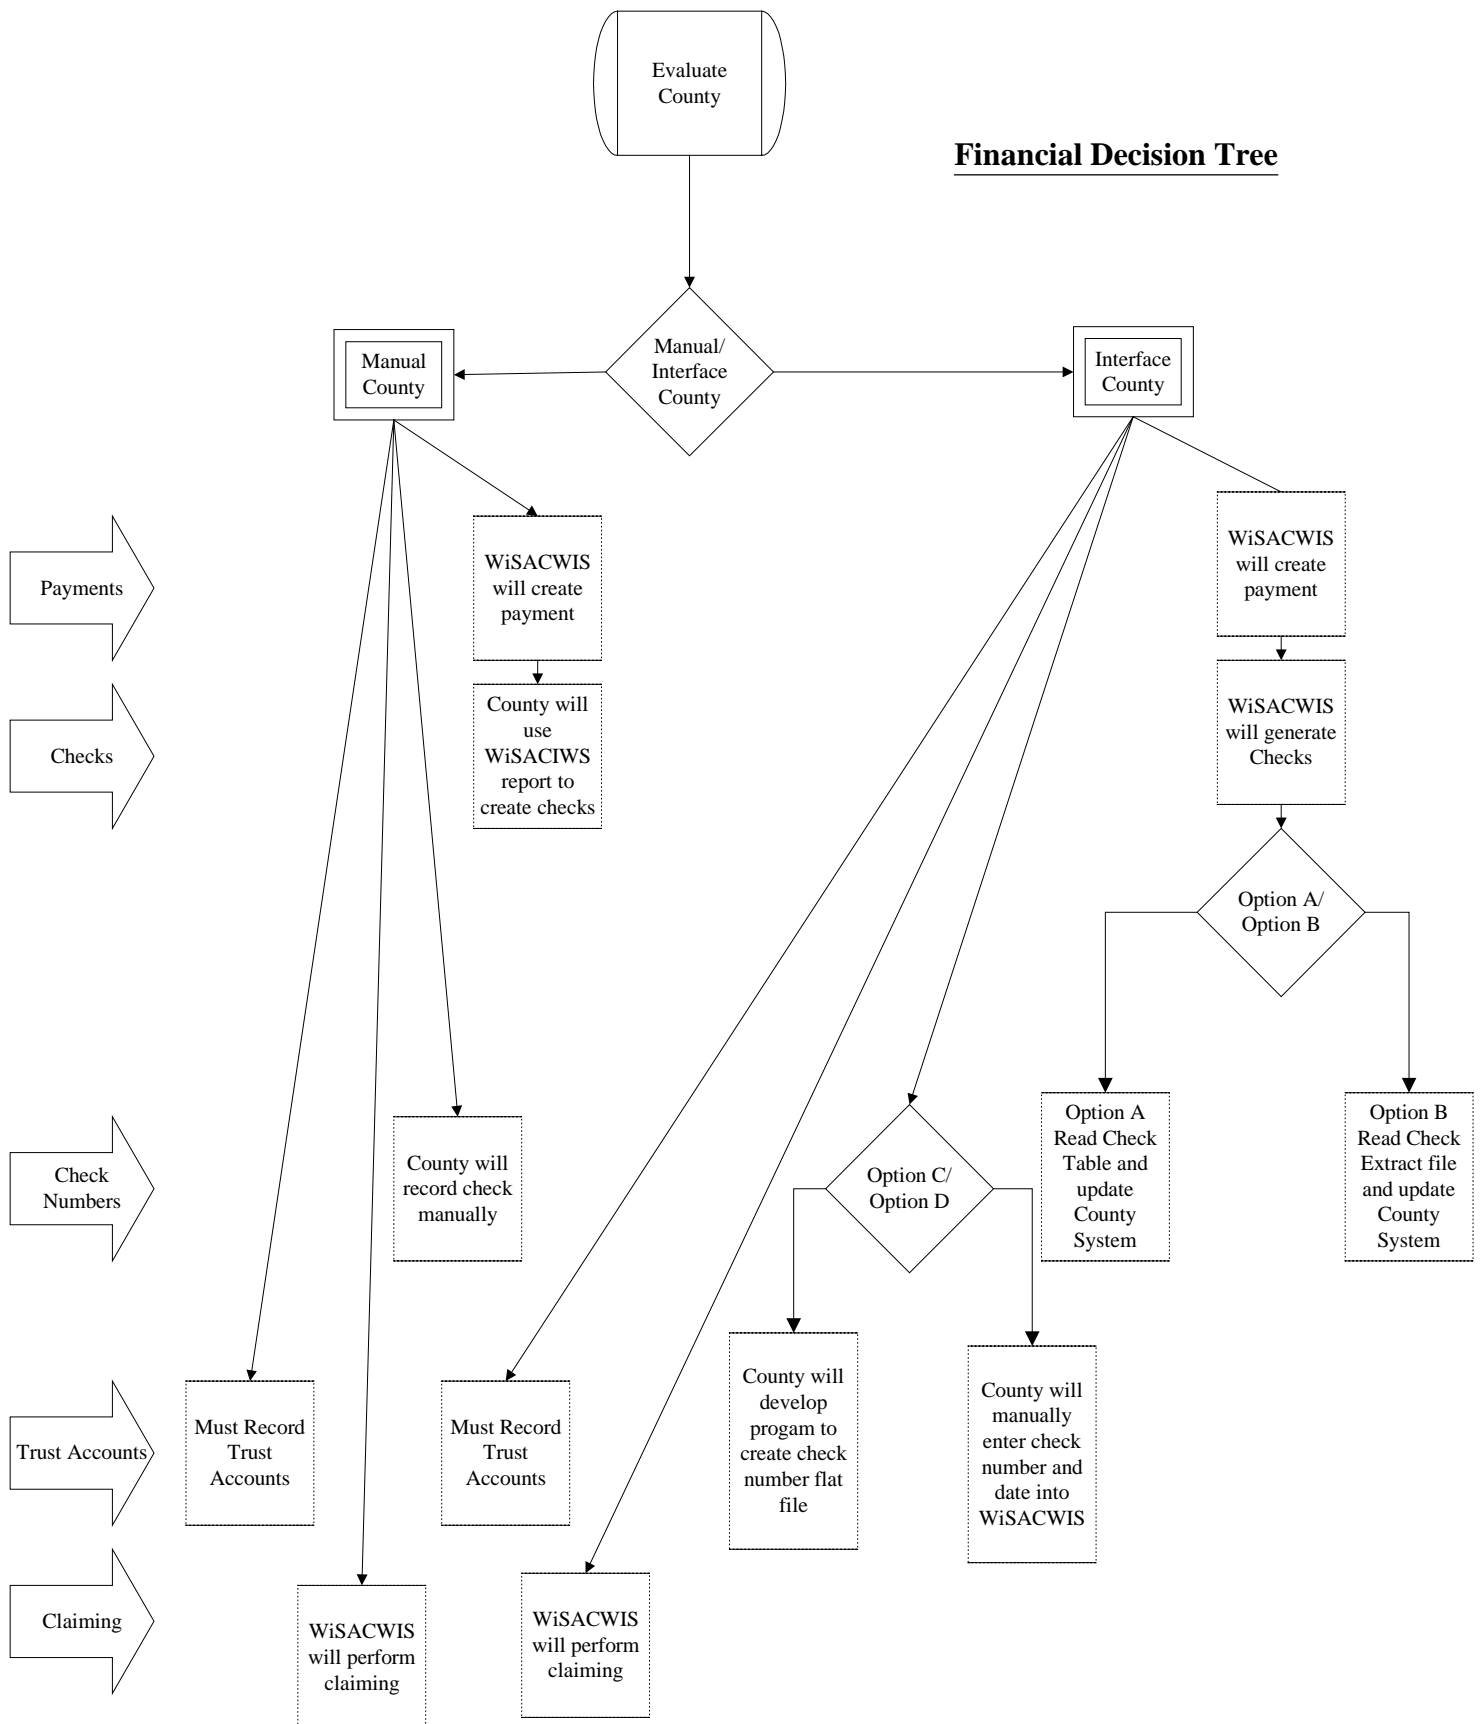 Evaluate
County
Financial Decision Tree
Manual
County
Manual/
Interface
County
Interface
County
Payments
WiSACWIS
will create
payment
WiSACWIS
will create
payment
Checks
County will
use
WiSACIWS
report to
create checks
WiSACWIS
will generate
Checks
Option A/
Option B
Check
Numbers
County will
record check
manually
Option C/
Option D
Option A
Read Check
Table and
update
County
System
Option B
Read Check
Extract file
and update
County
System
Trust Accounts
Must Record
Trust
Accounts
Must Record
Trust
Accounts
County will
develop
progam to
create check
number flat
file
County will
manually
enter check
number and
date into
WiSACWIS
Claiming
WiSACWIS
will perform
claiming
WiSACWIS
will perform
claiming